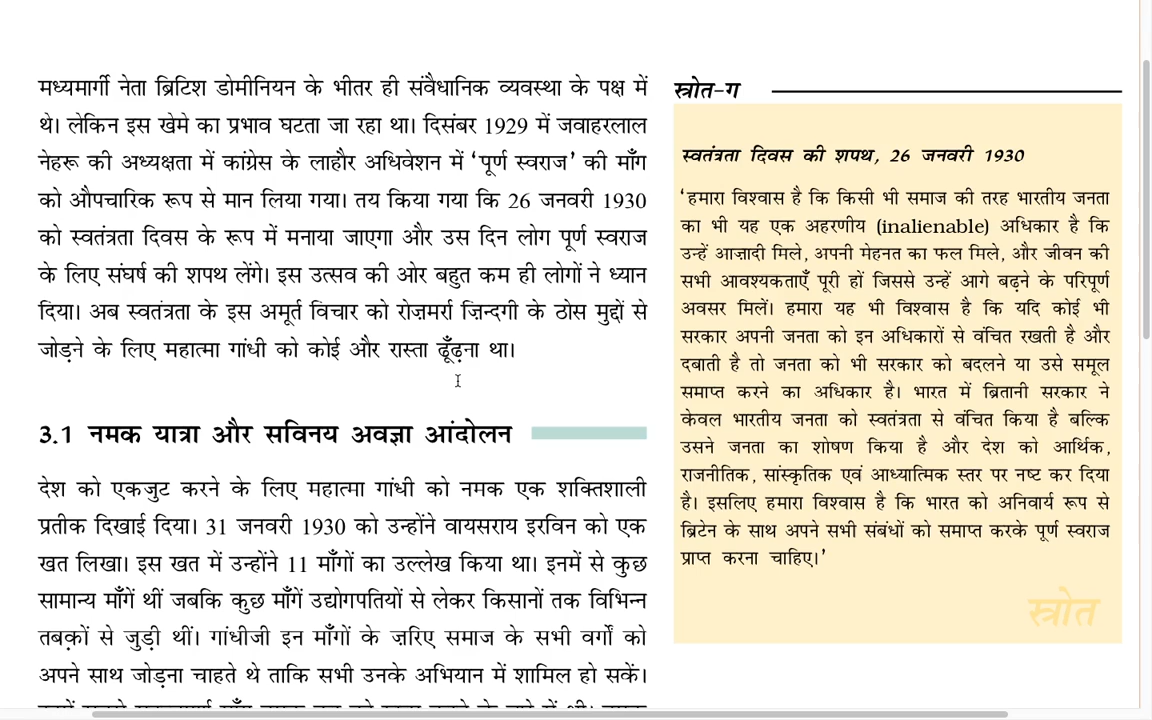 मध्यमार्गी नेता ब्रिटिश डोमीनियन के भीतर ही संवैधानिक व्यवस्था के पक्ष में
थे। लेकिन इस खेमे का प्रभाव घटता जा रहा था। दिसंबर 1929 में जवाहरलाल
नेहरू की अध्यक्षता में कांग्रेस के लाहौर अधिवेशन में ‘पूर्ण स्वराज’ की माँग
को औपचारिक रूप से मान लिया गया। तय किया गया कि 26 जनवरी 1930
को स्वतंत्रता दिवस के रूप में मनाया जाएगा और उस दिन लोग पूर्ण स्वराज
के लिए संघर्ष की शपथ लेंगे। इस उत्सव की ओर बहुत कम ही लोगों ने ध्यान
दिया। अब स्वतंत्रता के इस अमूर्त विचार को रोज़मर्रा ज़िन्दगी के ठोस मुद्दों से
जोड़ने के लिए महात्मा गांधी को कोई और रास्ता ढूँढ़ना था।
3.1 नमक यात्रा और सविनय अवज्ञा आंदोलन
देश को एकजुट करने के लिए महात्मा गांधी को नमक एक शक्तिशाली
प्रतीक दिखाई दिया। 31 जनवरी 1930 को उन्होंने वायसराय इरविन को एक
खत लिखा। इस खत में उन्होंने 11 माँगों का उल्लेख किया था। इनमें से कुछ
सामान्य माँगें थीं जबकि कुछ माँगें उद्योगपतियों से लेकर किसानों तक विभिन्न
तबक़ों से जुड़ी थीं। गांधीजी इन माँगों के ज़रिए समाज के सभी वर्गों को
अपने साथ जोड़ना चाहते थे ताकि सभी उनके अभियान में शामिल हो सकें।
स्त्रोत-ग
स्वतंत्रता दिवस की शपथ, 26 जनवरी 1930
‘हमारा विश्वास है कि किसी भी समाज की तरह भारतीय जनता
का भी यह एक अहरणीय (inalienable) अधिकार है कि
उन्हें आज़ादी मिले, अपनी मेहनत का फल मिले, और जीवन की
सभी आवश्यकताएँ पूरी हों जिससे उन्हें आगे बढ़ने के परिपूर्ण
अवसर मिलें। हमारा यह भी विश्वास है कि यदि कोई भी
सरकार अपनी जनता को इन अधिकारों से वंचित रखती है और
दबाती है तो जनता को भी सरकार को बदलने या उसे समूल
समाप्त करने का अधिकार है। भारत में ब्रितानी सरकार ने
केवल भारतीय जनता को स्वतंत्रता से वंचित किया है बल्कि
उसने जनता का शोषण किया है और देश को आर्थिक,
राजनीतिक, सांस्कृतिक एवं आध्यात्मिक स्तर पर नष्ट कर दिया
है। इसलिए हमारा विश्वास है कि भारत को अनिवार्य रूप से
ब्रिटेन के साथ अपने सभी संबंधों को समाप्त करके पूर्ण स्वराज
प्राप्त करना चाहिए।’
स्त्रोत